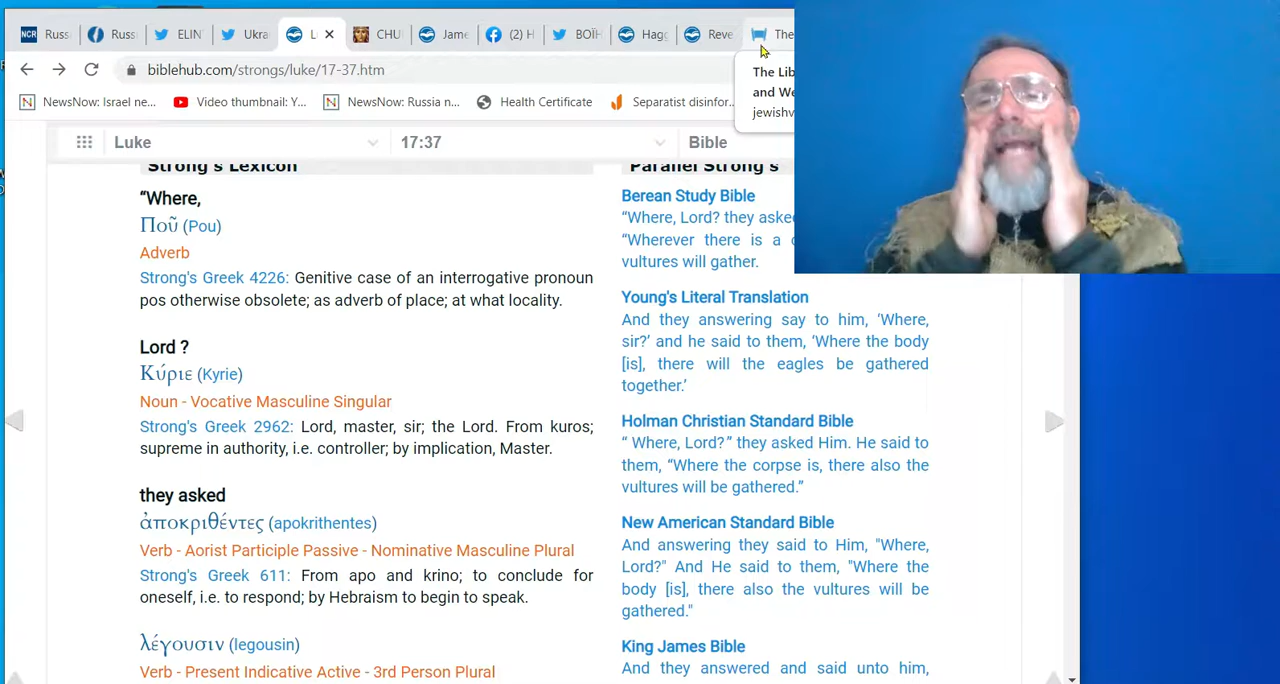 NCR Russ
Russ
ELIN
Ukra
L
CHU
Jame
(2) H
BOÏH
Hagg
Reve
The
biblehub.com/strongs/luke/17-37.htm
The Lib
and We
jewishv
NewsNow: Israel ne...
Video thumbnail: Y...
NewsNow: Russia n...
Health Certificate
Separatist disinfor...
Luke
17:37
Bible
Strong's Lexicon
“Where,
Ποῦ (Pou)
Adverb
Strong's Greek 4226: Genitive case of an interrogative pronoun
pos otherwise obsolete; as adverb of place; at what locality.
Lord ?
Κύριε (Kyrie)
Noun - Vocative Masculine Singular
Strong's Greek 2962: Lord, master, sir; the Lord. From kuros;
supreme in authority, i.e. controller; by implication, Master.
they asked
ἀποκριθέντες (apokrithentes)
Verb - Aorist Participle Passive - Nominative Masculine Plural
Strong's Greek 611: From apo and krino; to conclude for
oneself, i.e. to respond; by Hebraism to begin to speak.
λέγουσιν (legousin)
Verb - Present Indicative Active - 3rd Person Plural
Parallel Strong's
Berean Study Bible
“Where, Lord? they asked
“Wherever there is a c
vultures will gather.
Young's Literal Translation
And they answering say to him, ‘Where,
sir?’ and he said to them, ‘Where the body
[is], there will the eagles be gathered
together.’
Holman Christian Standard Bible
“ Where, Lord?” they asked Him. He said to
them, “Where the corpse is, there also the
vultures will be gathered.”
New American Standard Bible
And answering they said to Him, "Where,
Lord?" And He said to them, "Where the
body [is], there also the vultures will be
gathered."
King James Bible
And they answered and said unto him,